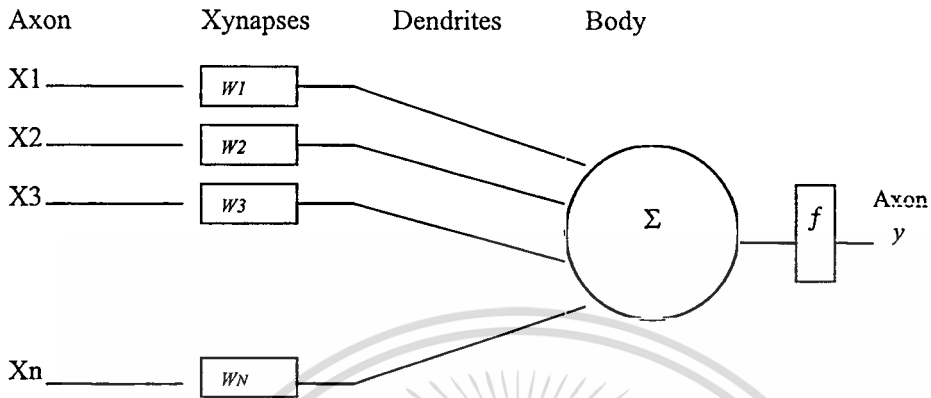 Axon Xynapses Dendrites Body
X1 W1
X2 W2
X3 W3
Σ
f
Axon
y
Xn WN